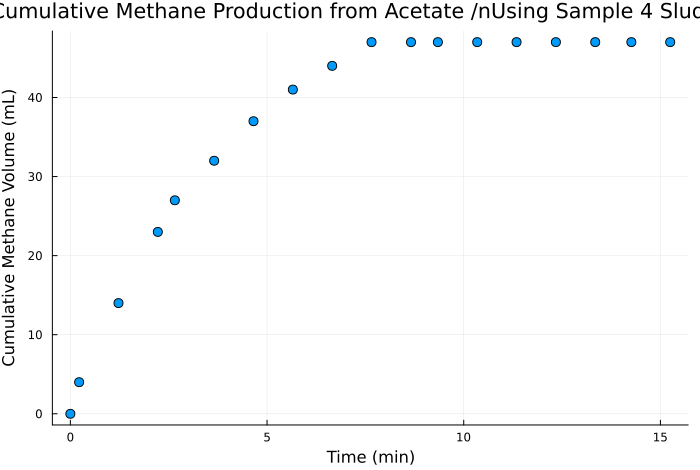 Cumulative Methane Production from Acetate /nUsing Sample 4
Cumulative Methane Volume (mL)
40
30
20
10
0
0 5 10 15
Time (min)